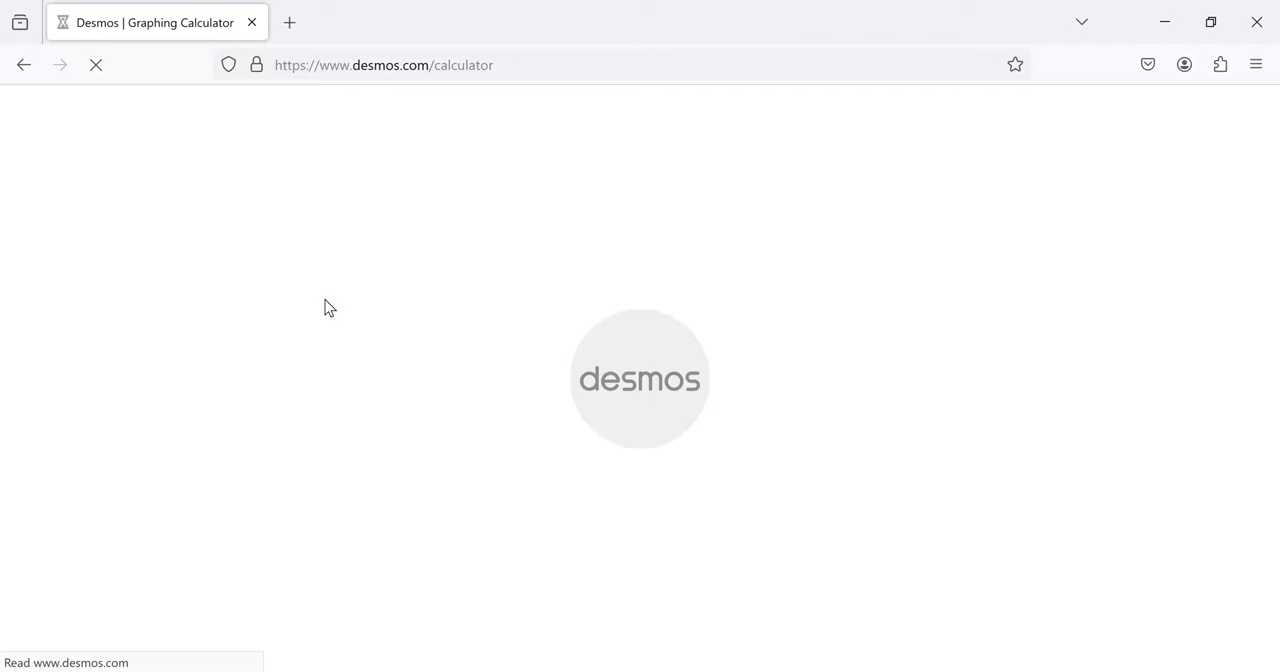 Desmos | Graphing Calculator
https://www.desmos.com/calculator
desmos
Read www.desmos.com